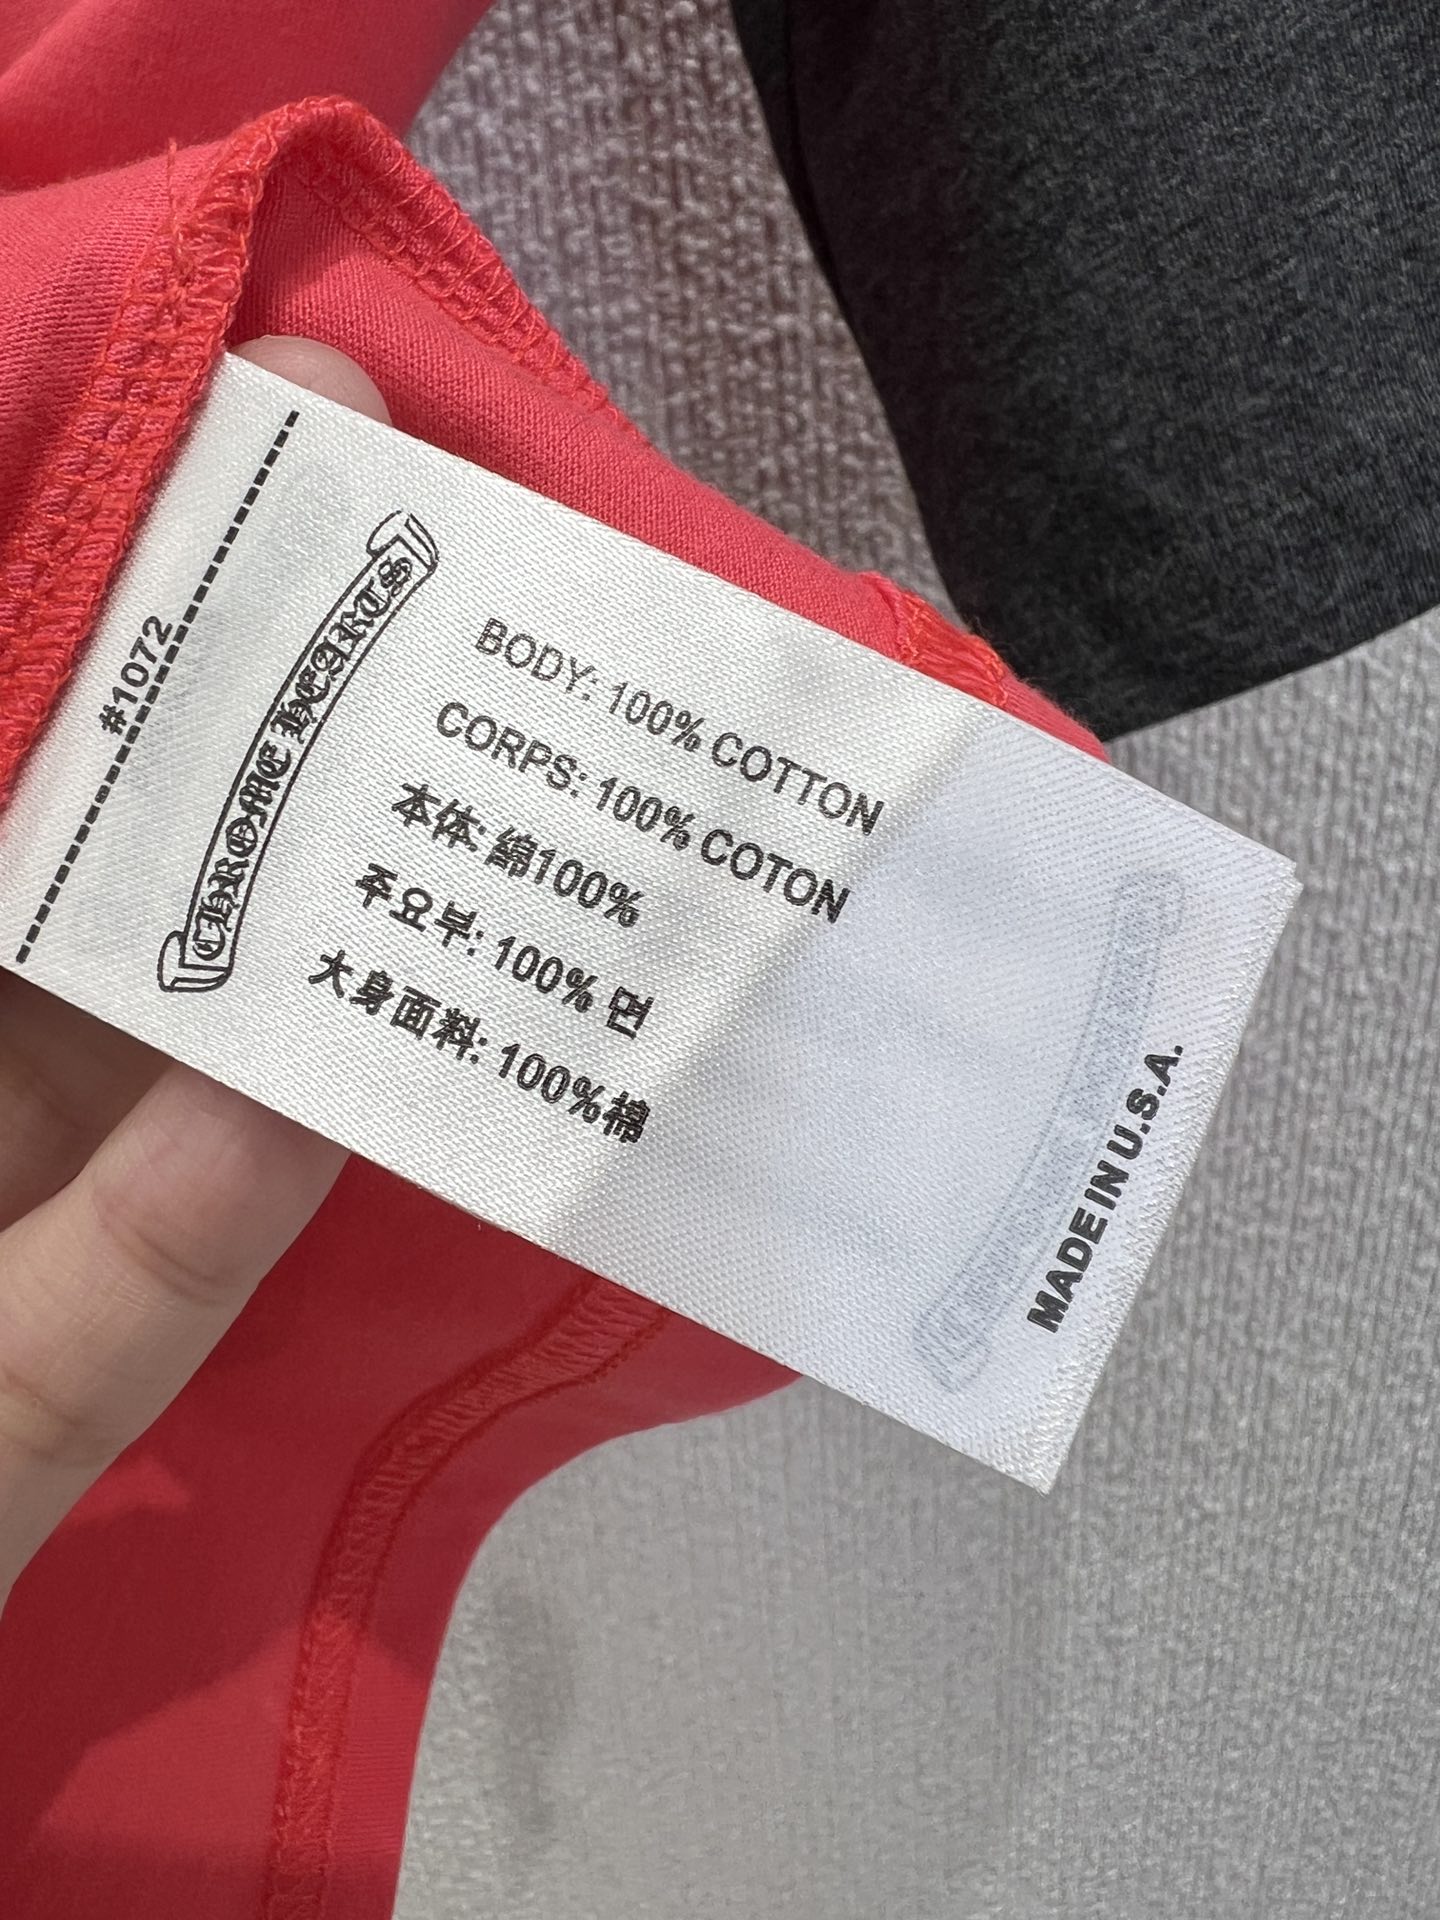 #1072
CHROME HEARTS
BODY: 100% COTTON
CORPS: 100% COTON
本体: 綿100%
주요부: 100% 면
大身面料: 100%棉
MADE IN U.S.A.